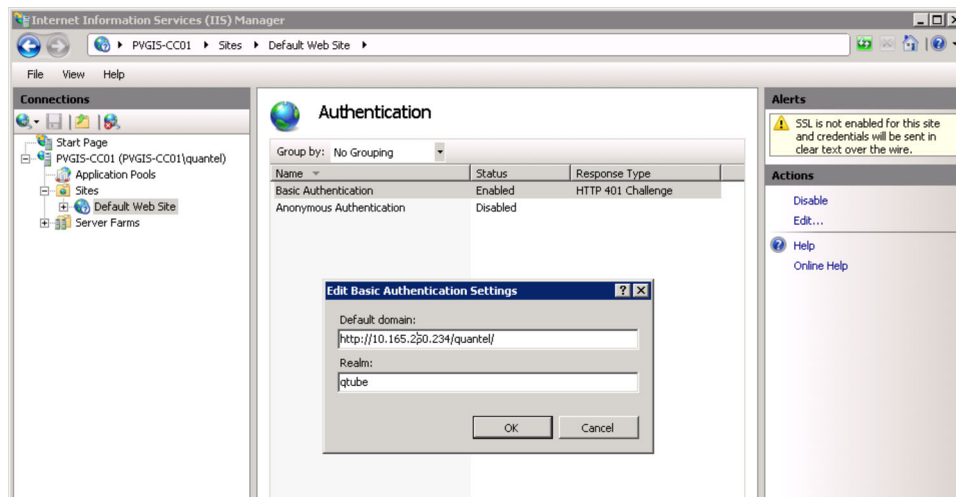 Internet Information Services (IIS) Manager
PVGIS-CC01 Sites Default Web Site
File View Help
Connections
Start Page
PVGIS-CC01 (PVGIS-CC01\quantel)
Application Pools
Sites
Default Web Site
Server Farms
Authentication
Group by: No Grouping
Name Status Response Type
Basic Authentication Enabled HTTP 401 Challenge
Anonymous Authentication Disabled
Edit Basic Authentication Settings
Default domain:
http://10.165.250.234/quantel/
Realm:
qtube
OK Cancel
Alerts
SSL is not enabled for this site
and credentials will be sent in
clear text over the wire.
Actions
Disable
Edit...
Help
Online Help